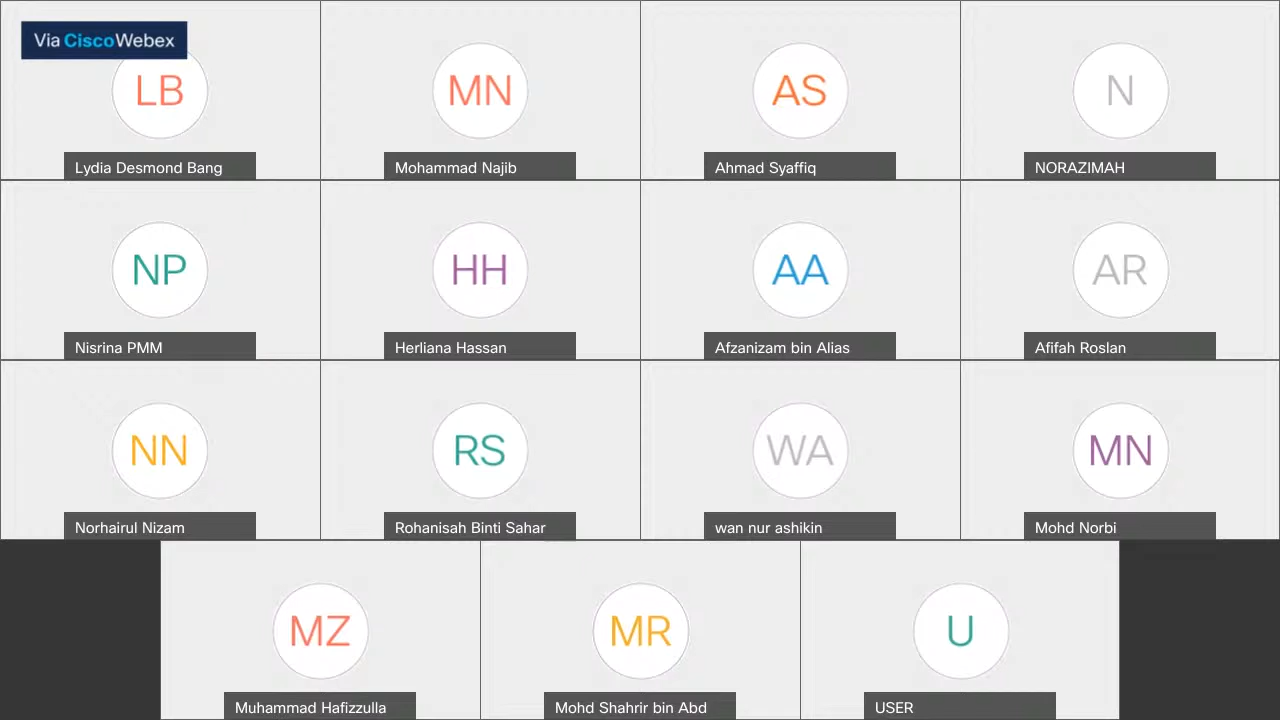 Via CiscoWebex
LB
MN
AS
N
Lydia Desmond Bang
Mohammad Najib
Ahmad Syaffiq
NORAZIMAH
NP
HH
AA
AR
Nisrina PMM
Herliana Hassan
Afzanizam bin Alias
Afifah Roslan
NN
RS
WA
MN
Norhairul Nizam
Rohanisah Binti Sahar
wan nur ashikin
Mohd Norbi
MZ
MR
U
Muhammad Hafizzulla
Mohd Shahrir bin Abd
USER